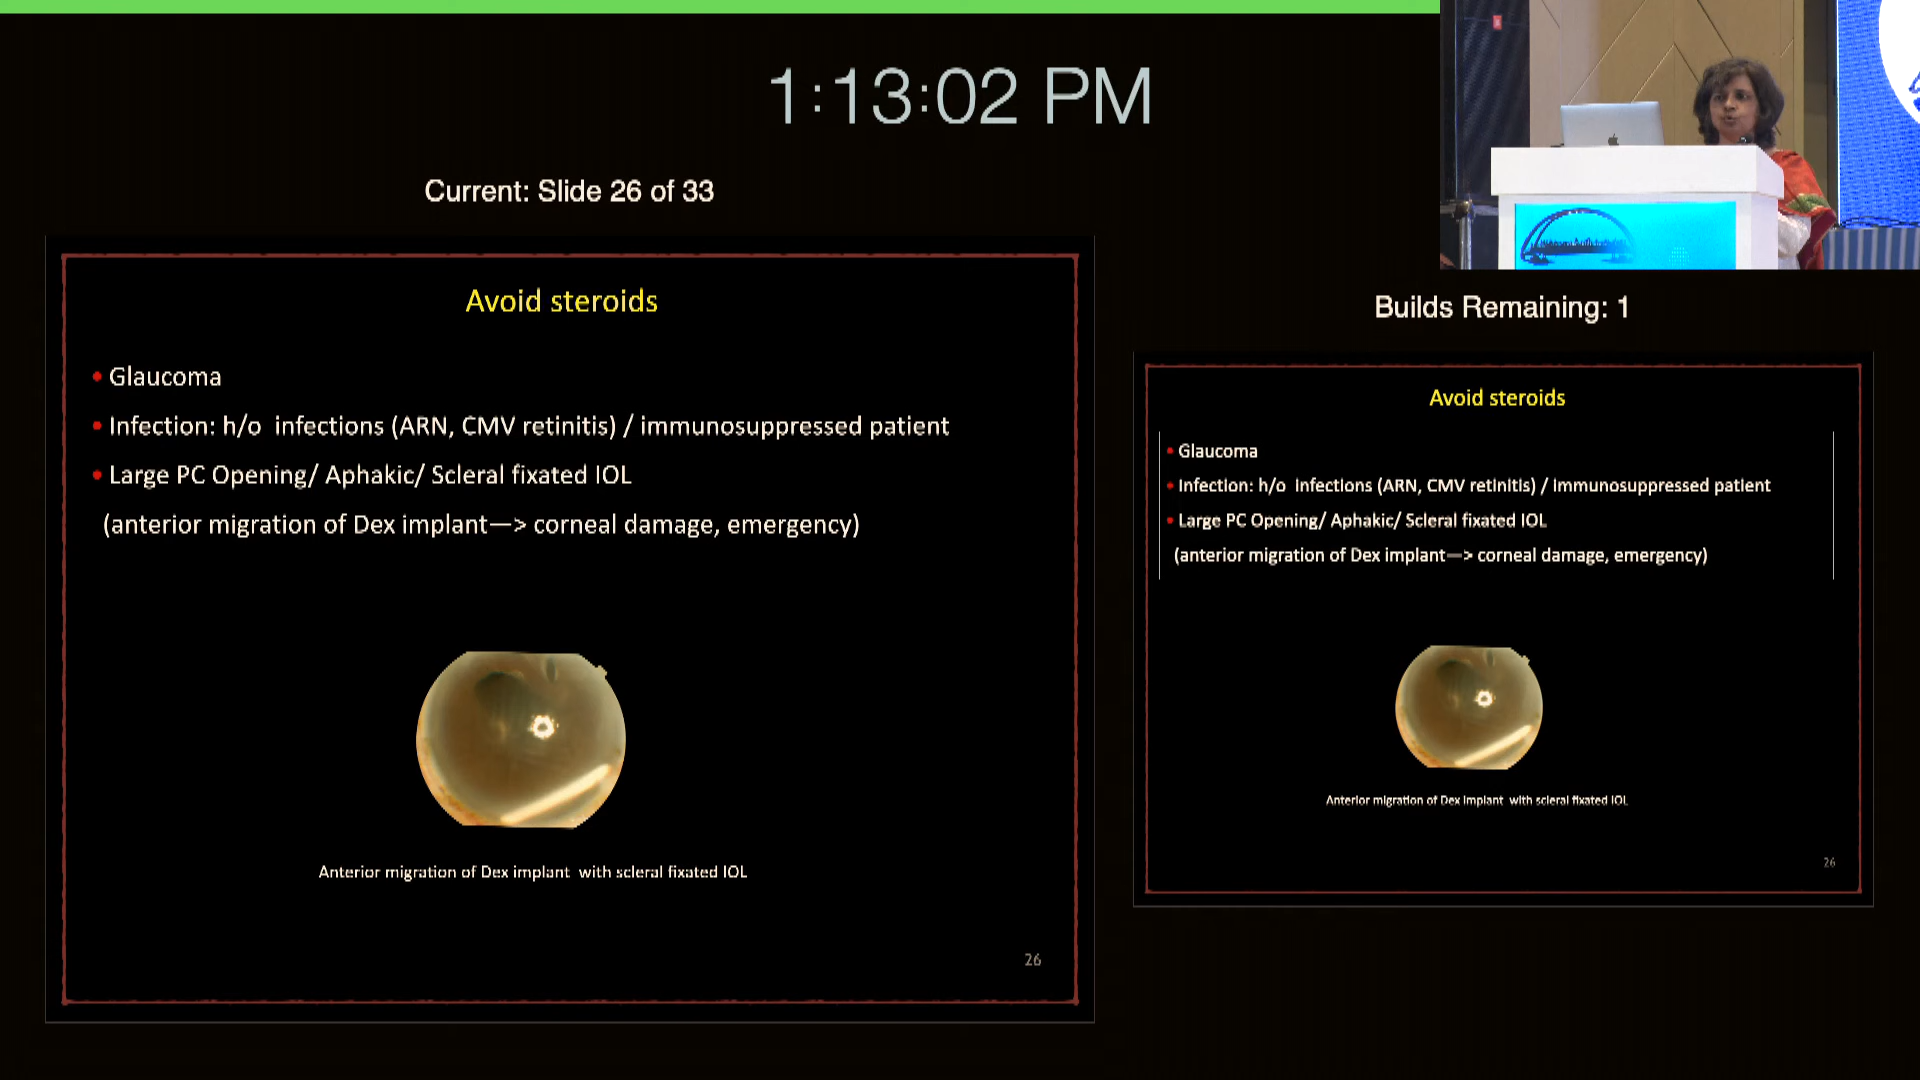 1:13:02 PM
Current: Slide 26 of 33
Avoid steroids
• Glaucoma
• Infection: h/o infections (ARN, CMV retinitis) / immunosuppressed patient
• Large PC Opening/ Aphakic/ Scleral fixated IOL
(anterior migration of Dex implant—> corneal damage, emergency)
Anterior migration of Dex implant with scleral fixated IOL
26
Builds Remaining: 1
Avoid steroids
• Glaucoma
• Infection: h/o infections (ARN, CMV retinitis) / immunosuppressed patient
• Large PC Opening/ Aphakic/ Scleral fixated IOL
(anterior migration of Dex implant—> corneal damage, emergency)
Anterior migration of Dex implant with scleral fixated IOL
26